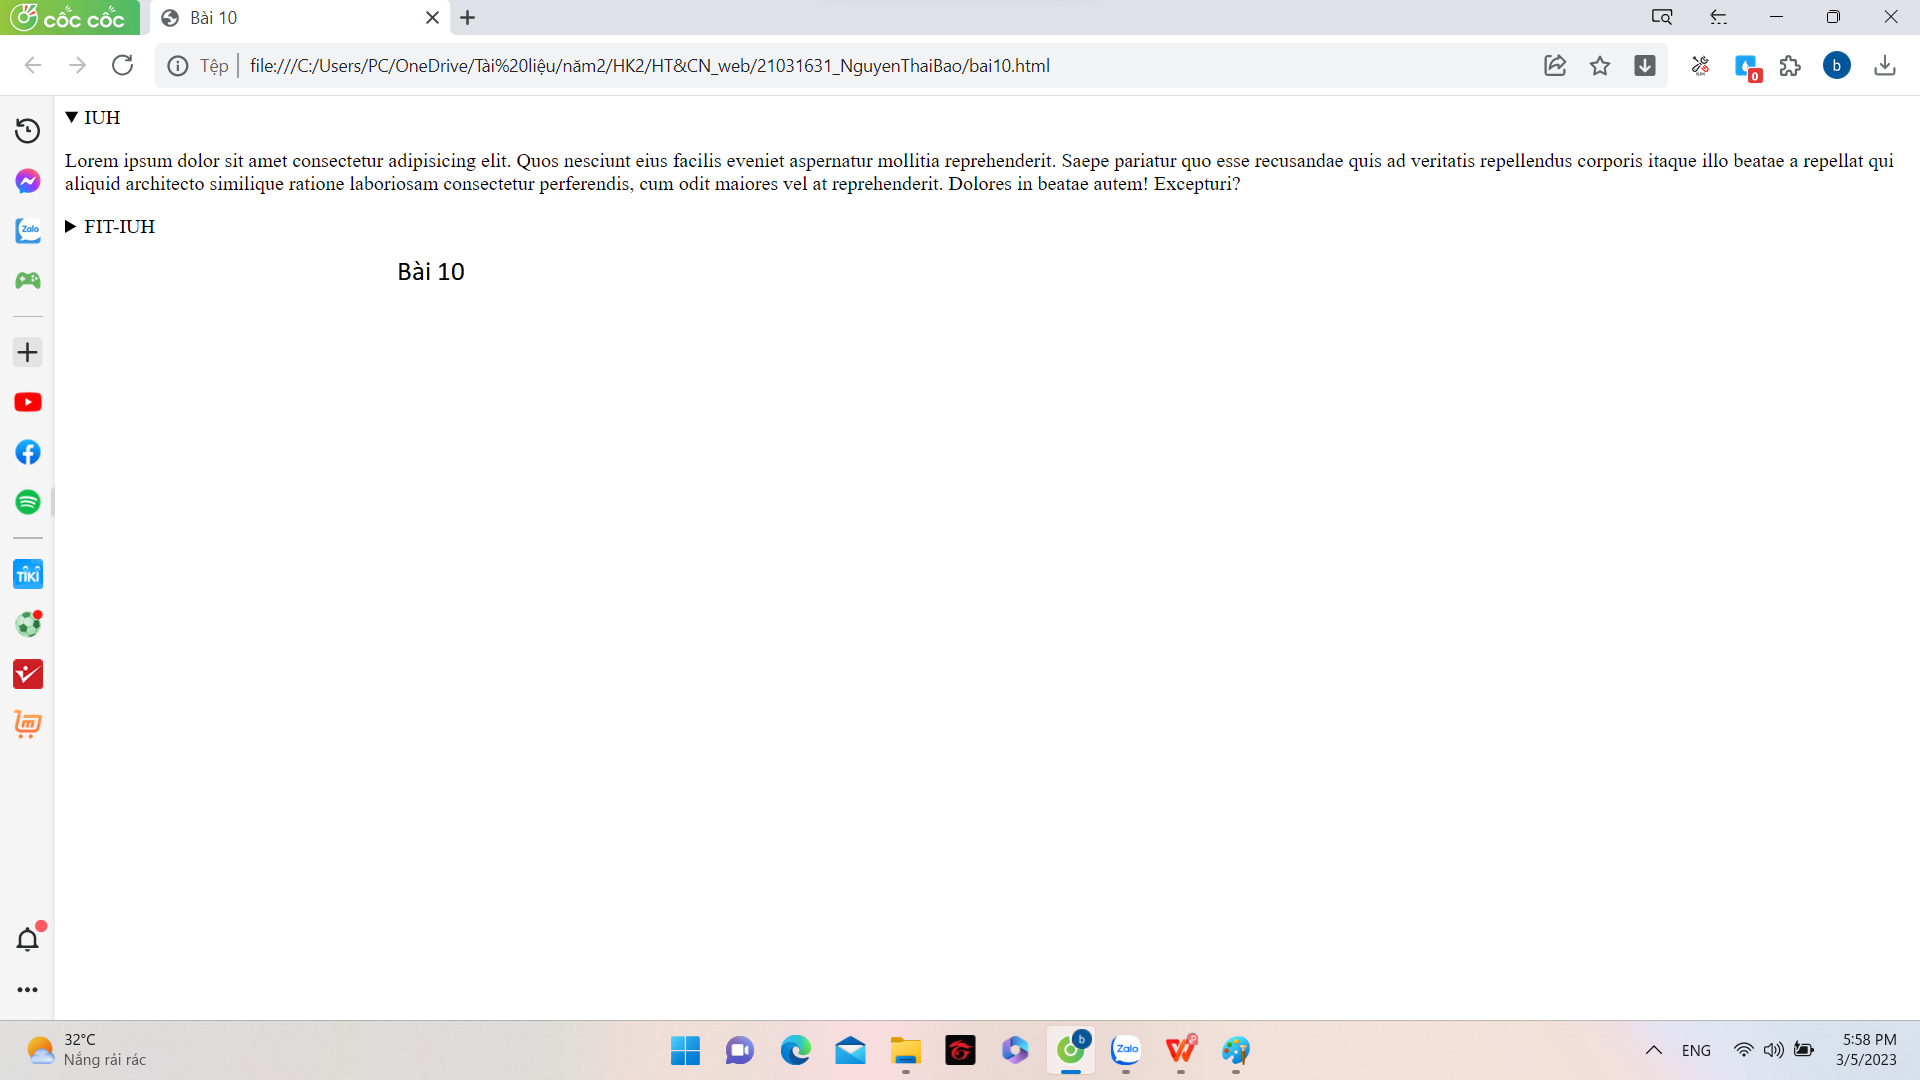 cốc cốc
Bài 10
Tệp
file:///C:/Users/PC/OneDrive/Tài%20liệu/năm2/HK2/HT&CN_web/21031631_NguyenThaiBao/bai10.html
0
b
IUH
Lorem ipsum dolor sit amet consectetur adipisicing elit. Quos nesciunt eius facilis eveniet aspernatur mollitia reprehenderit. Saepe pariatur quo esse recusandae quis ad veritatis repellendus corporis itaque illo beatae a repellat qui
aliquid architecto similique ratione laboriosam consectetur perferendis, cum odit maiores vel at reprehenderit. Dolores in beatae autem! Excepturi?
FIT-IUH
Bài 10
Zalo
TIKI
32°C
Nắng rải rác
b
Zalo
ENG
5:58 PM
3/5/2023